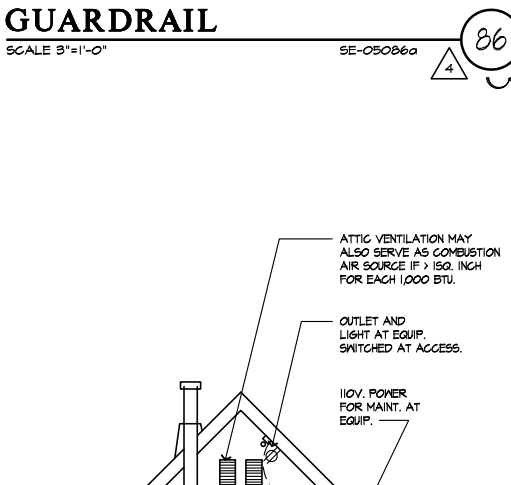 GUARDRAIL
SCALE 3"=1'-0"
SE-05086a
86
4
ATTIC VENTILATION MAY
ALSO SERVE AS COMBUSTION
AIR SOURCE IF > 1SQ. INCH
FOR EACH 1,000 BTU.
OUTLET AND
LIGHT AT EQUIP.
SWITCHED AT ACCESS.
110V. POWER
FOR MAINT. AT
EQUIP.